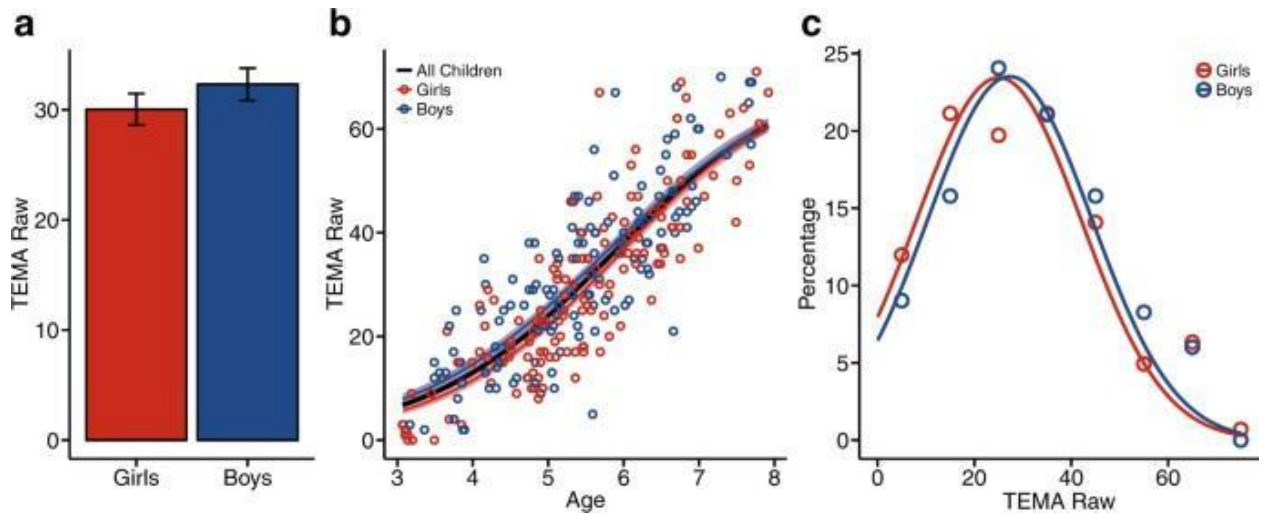 a
TEMA Raw
30
20
10
0
Girls
Boys
b
TEMA Raw
All Children
Girls
Boys
60
40
20
0
3 4 5 6 7 8
Age
c
Percentage
25
20
15
10
5
0
Girls
Boys
0 20 40 60
TEMA Raw